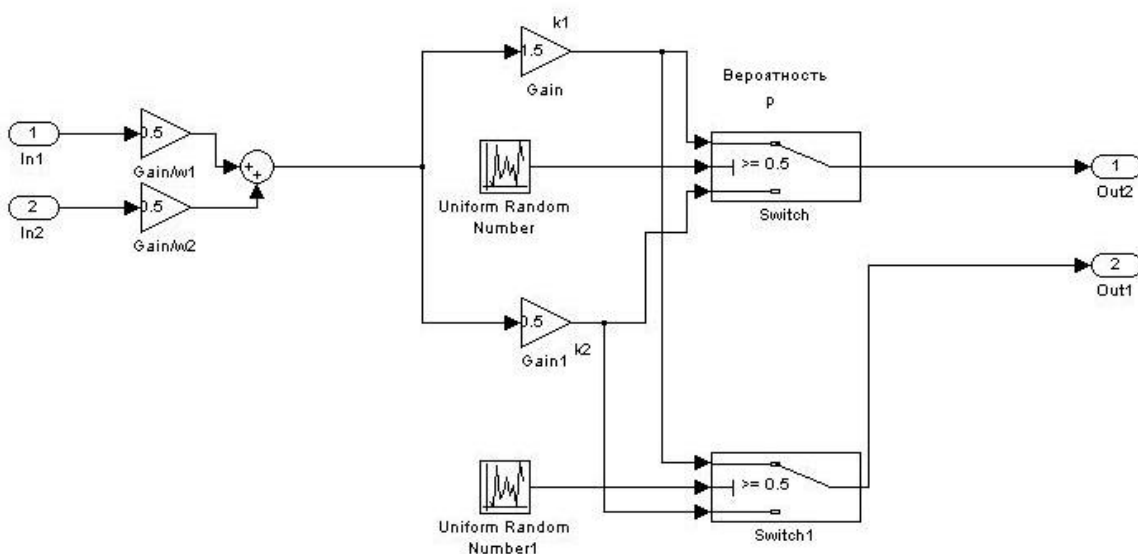 k1
1.5
Gain
Вероятность
р
1
In1
0.5
Gain/w1
++
2
In2
0.5
Gain/w2
Uniform Random
Number
>= 0.5
Switch
1
Out2
2
Out1
0.5
Gain1
k2
Uniform Random
Number1
>= 0.5
Switch1